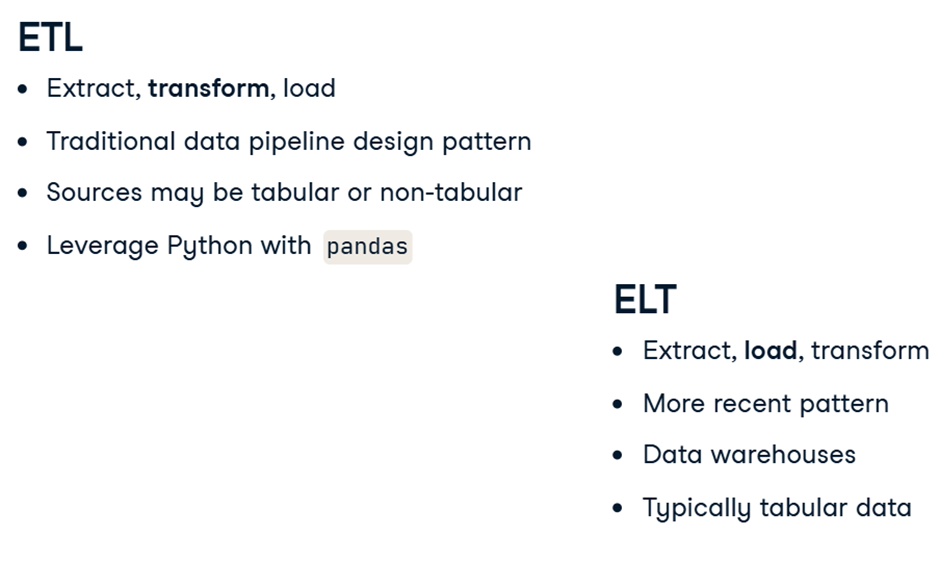 ETL
• Extract, transform, load
• Traditional data pipeline design pattern
• Sources may be tabular or non-tabular
• Leverage Python with pandas
ELT
• Extract, load, transform
• More recent pattern
• Data warehouses
• Typically tabular data